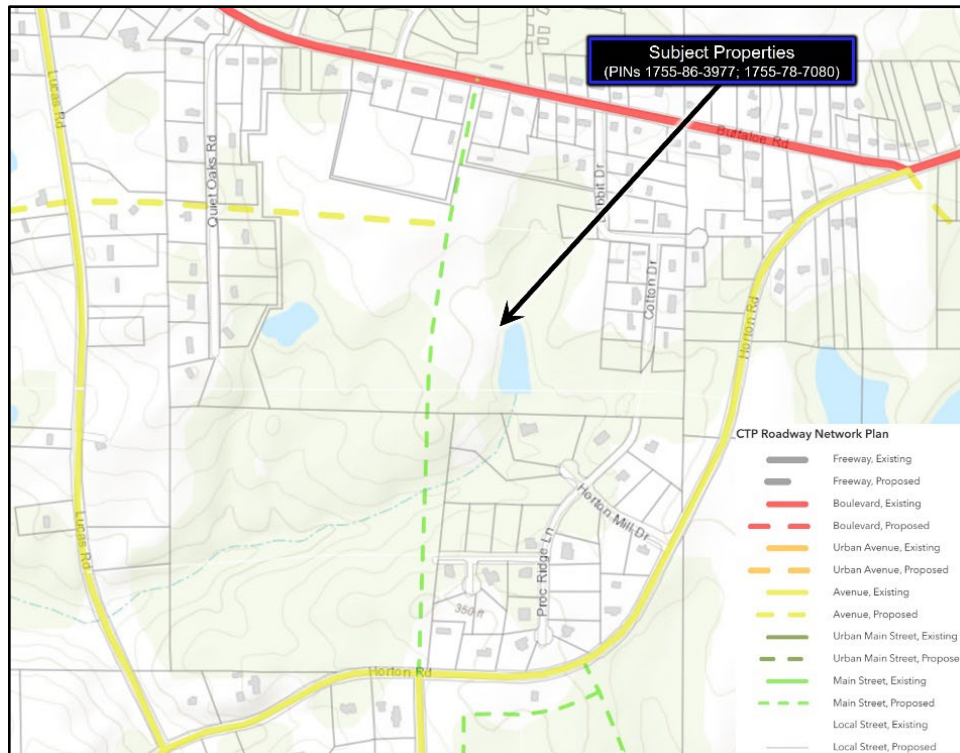 Subject Properties
(PINs 1755-86-3977; 1755-78-7080)
Lucas Rd
Quiet Oaks Rd
Buffaloe Rd
Cotton Dr
Horton Rd
Horton Mill Dr
Proc Ridge Ln
350 ft
Lucas Rd
Horton Rd
CTP Roadway Network Plan
Freeway, Existing
Freeway, Proposed
Boulevard, Existing
Boulevard, Proposed
Urban Avenue, Existing
Urban Avenue, Proposed
Avenue, Existing
Avenue, Proposed
Urban Main Street, Existing
Urban Main Street, Propose
Main Street, Existing
Main Street, Proposed
Local Street, Existing
Local Street, Proposed